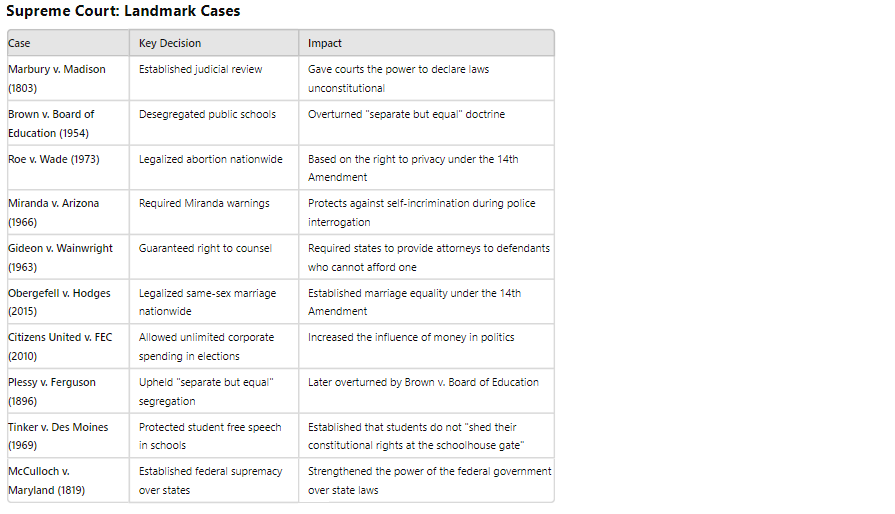 Supreme Court: Landmark Cases
Case Key Decision Impact
Marbury v. Madison Established judicial review Gave courts the power to declare laws
(1803) unconstitutional
Brown v. Board of Desegregated public schools Overturned "separate but equal" doctrine
Education (1954)
Roe v. Wade (1973) Legalized abortion nationwide Based on the right to privacy under the 14th
Amendment
Miranda v. Arizona Required Miranda warnings Protects against self-incrimination during police
(1966) interrogation
Gideon v. Wainwright Guaranteed right to counsel Required states to provide attorneys to defendants
(1963) who cannot afford one
Obergefell v. Hodges Legalized same-sex marriage Established marriage equality under the 14th
(2015) nationwide Amendment
Citizens United v. FEC Allowed unlimited corporate Increased the influence of money in politics
(2010) spending in elections
Plessy v. Ferguson Upheld "separate but equal" Later overturned by Brown v. Board of Education
(1896) segregation
Tinker v. Des Moines Protected student free speech Established that students do not "shed their
(1969) in schools constitutional rights at the schoolhouse gate"
McCulloch v. Established federal supremacy Strengthened the power of the federal government
Maryland (1819) over states over state laws